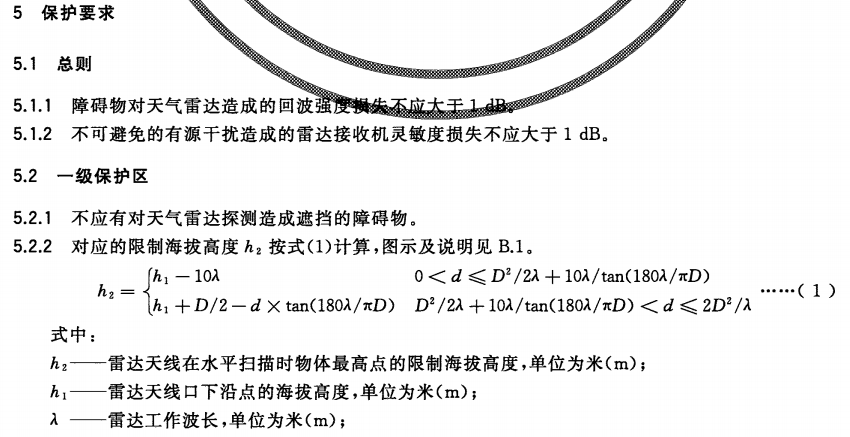 5 保护要求
5.1 总则
5.1.1 障碍物对天气雷达造成的回波强度损失不应大于 1 dB。
5.1.2 不可避免的有源干扰造成的雷达接收机灵敏度损失不应大于 1 dB。
5.2 一级保护区
5.2.1 不应有对天气雷达探测造成遮挡的障碍物。
5.2.2 对应的限制海拔高度 h₂ 按式(1)计算,图示及说明见 B.1。
h₂ = { h₁ − 10λ 0 < d ⩽ D²/2λ + 10λ/tan(180λ/πD)
h₁ + D/2 − d × tan(180λ/πD) D²/2λ + 10λ/tan(180λ/πD) < d ⩽ 2D²/λ ……( 1 )
式中:
h₂——雷达天线在水平扫描时物体最高点的限制海拔高度,单位为米(m);
h₁——雷达天线口下沿点的海拔高度,单位为米(m);
λ ——雷达工作波长,单位为米(m);